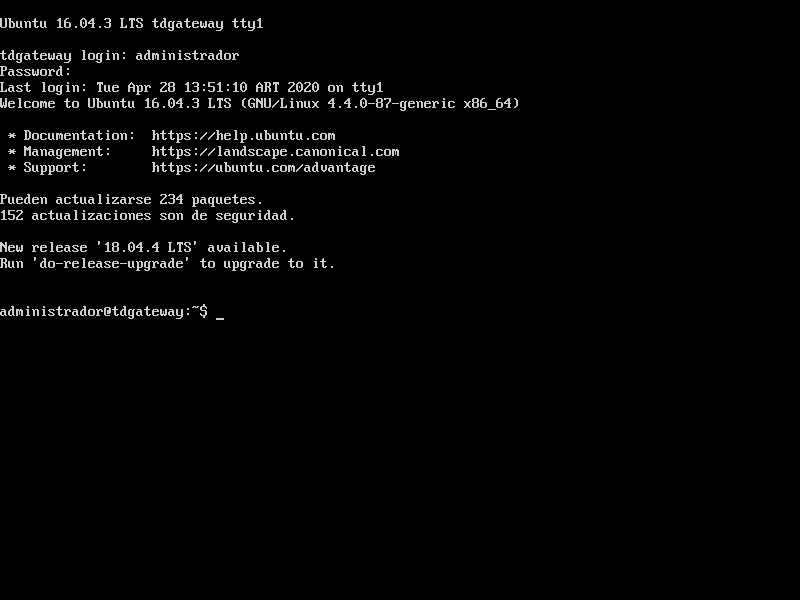 Ubuntu 16.04.3 LTS tdgateway tty1
tdgateway login: administrador
Password:
Last login: Tue Apr 28 13:51:10 ART 2020 on tty1
Welcome to Ubuntu 16.04.3 LTS (GNU/Linux 4.4.0-87-generic x86_64)
* Documentation:  https://help.ubuntu.com
* Management:     https://landscape.canonical.com
* Support:        https://ubuntu.com/advantage
Pueden actualizarse 234 paquetes.
152 actualizaciones son de seguridad.
New release '18.04.4 LTS' available.
Run 'do-release-upgrade' to upgrade to it.
administrador@tdgateway:~$ _